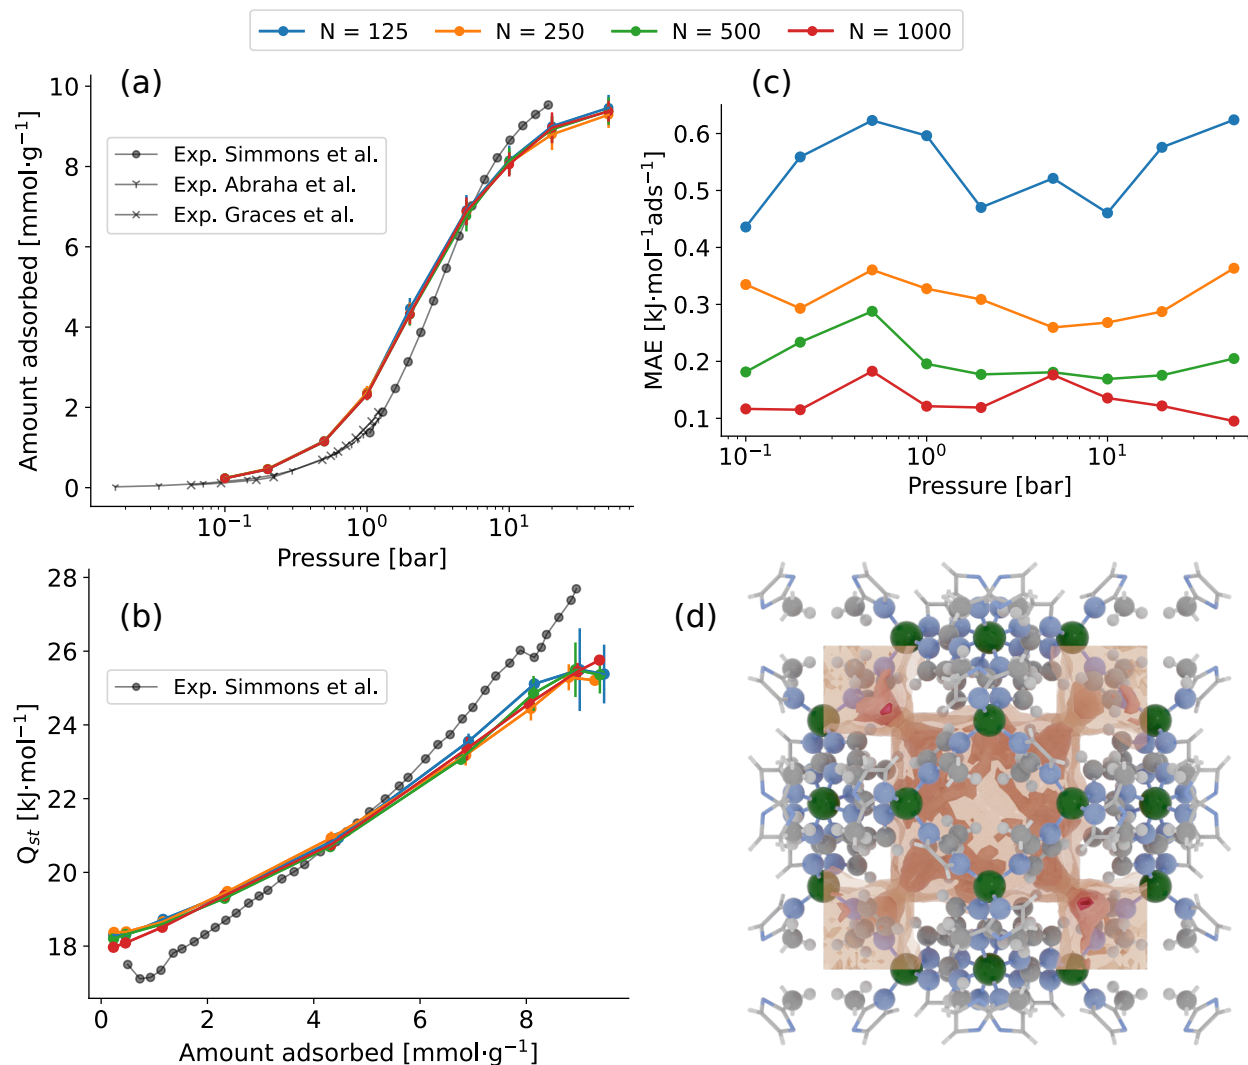 N = 125 N = 250 N = 500 N = 1000
(a)
Amount adsorbed [mmol·g⁻¹]
10
8
6
4
2
0
Exp. Simmons et al.
Exp. Abraha et al.
Exp. Graces et al.
10⁻¹ 10⁰ 10¹
Pressure [bar]
(c)
MAE [kJ·mol⁻¹ads⁻¹]
0.6
0.5
0.4
0.3
0.2
0.1
10⁻¹ 10⁰ 10¹
Pressure [bar]
(b)
Qst [kJ·mol⁻¹]
28
26
24
22
20
18
Exp. Simmons et al.
0 2 4 6 8
Amount adsorbed [mmol·g⁻¹]
(d)